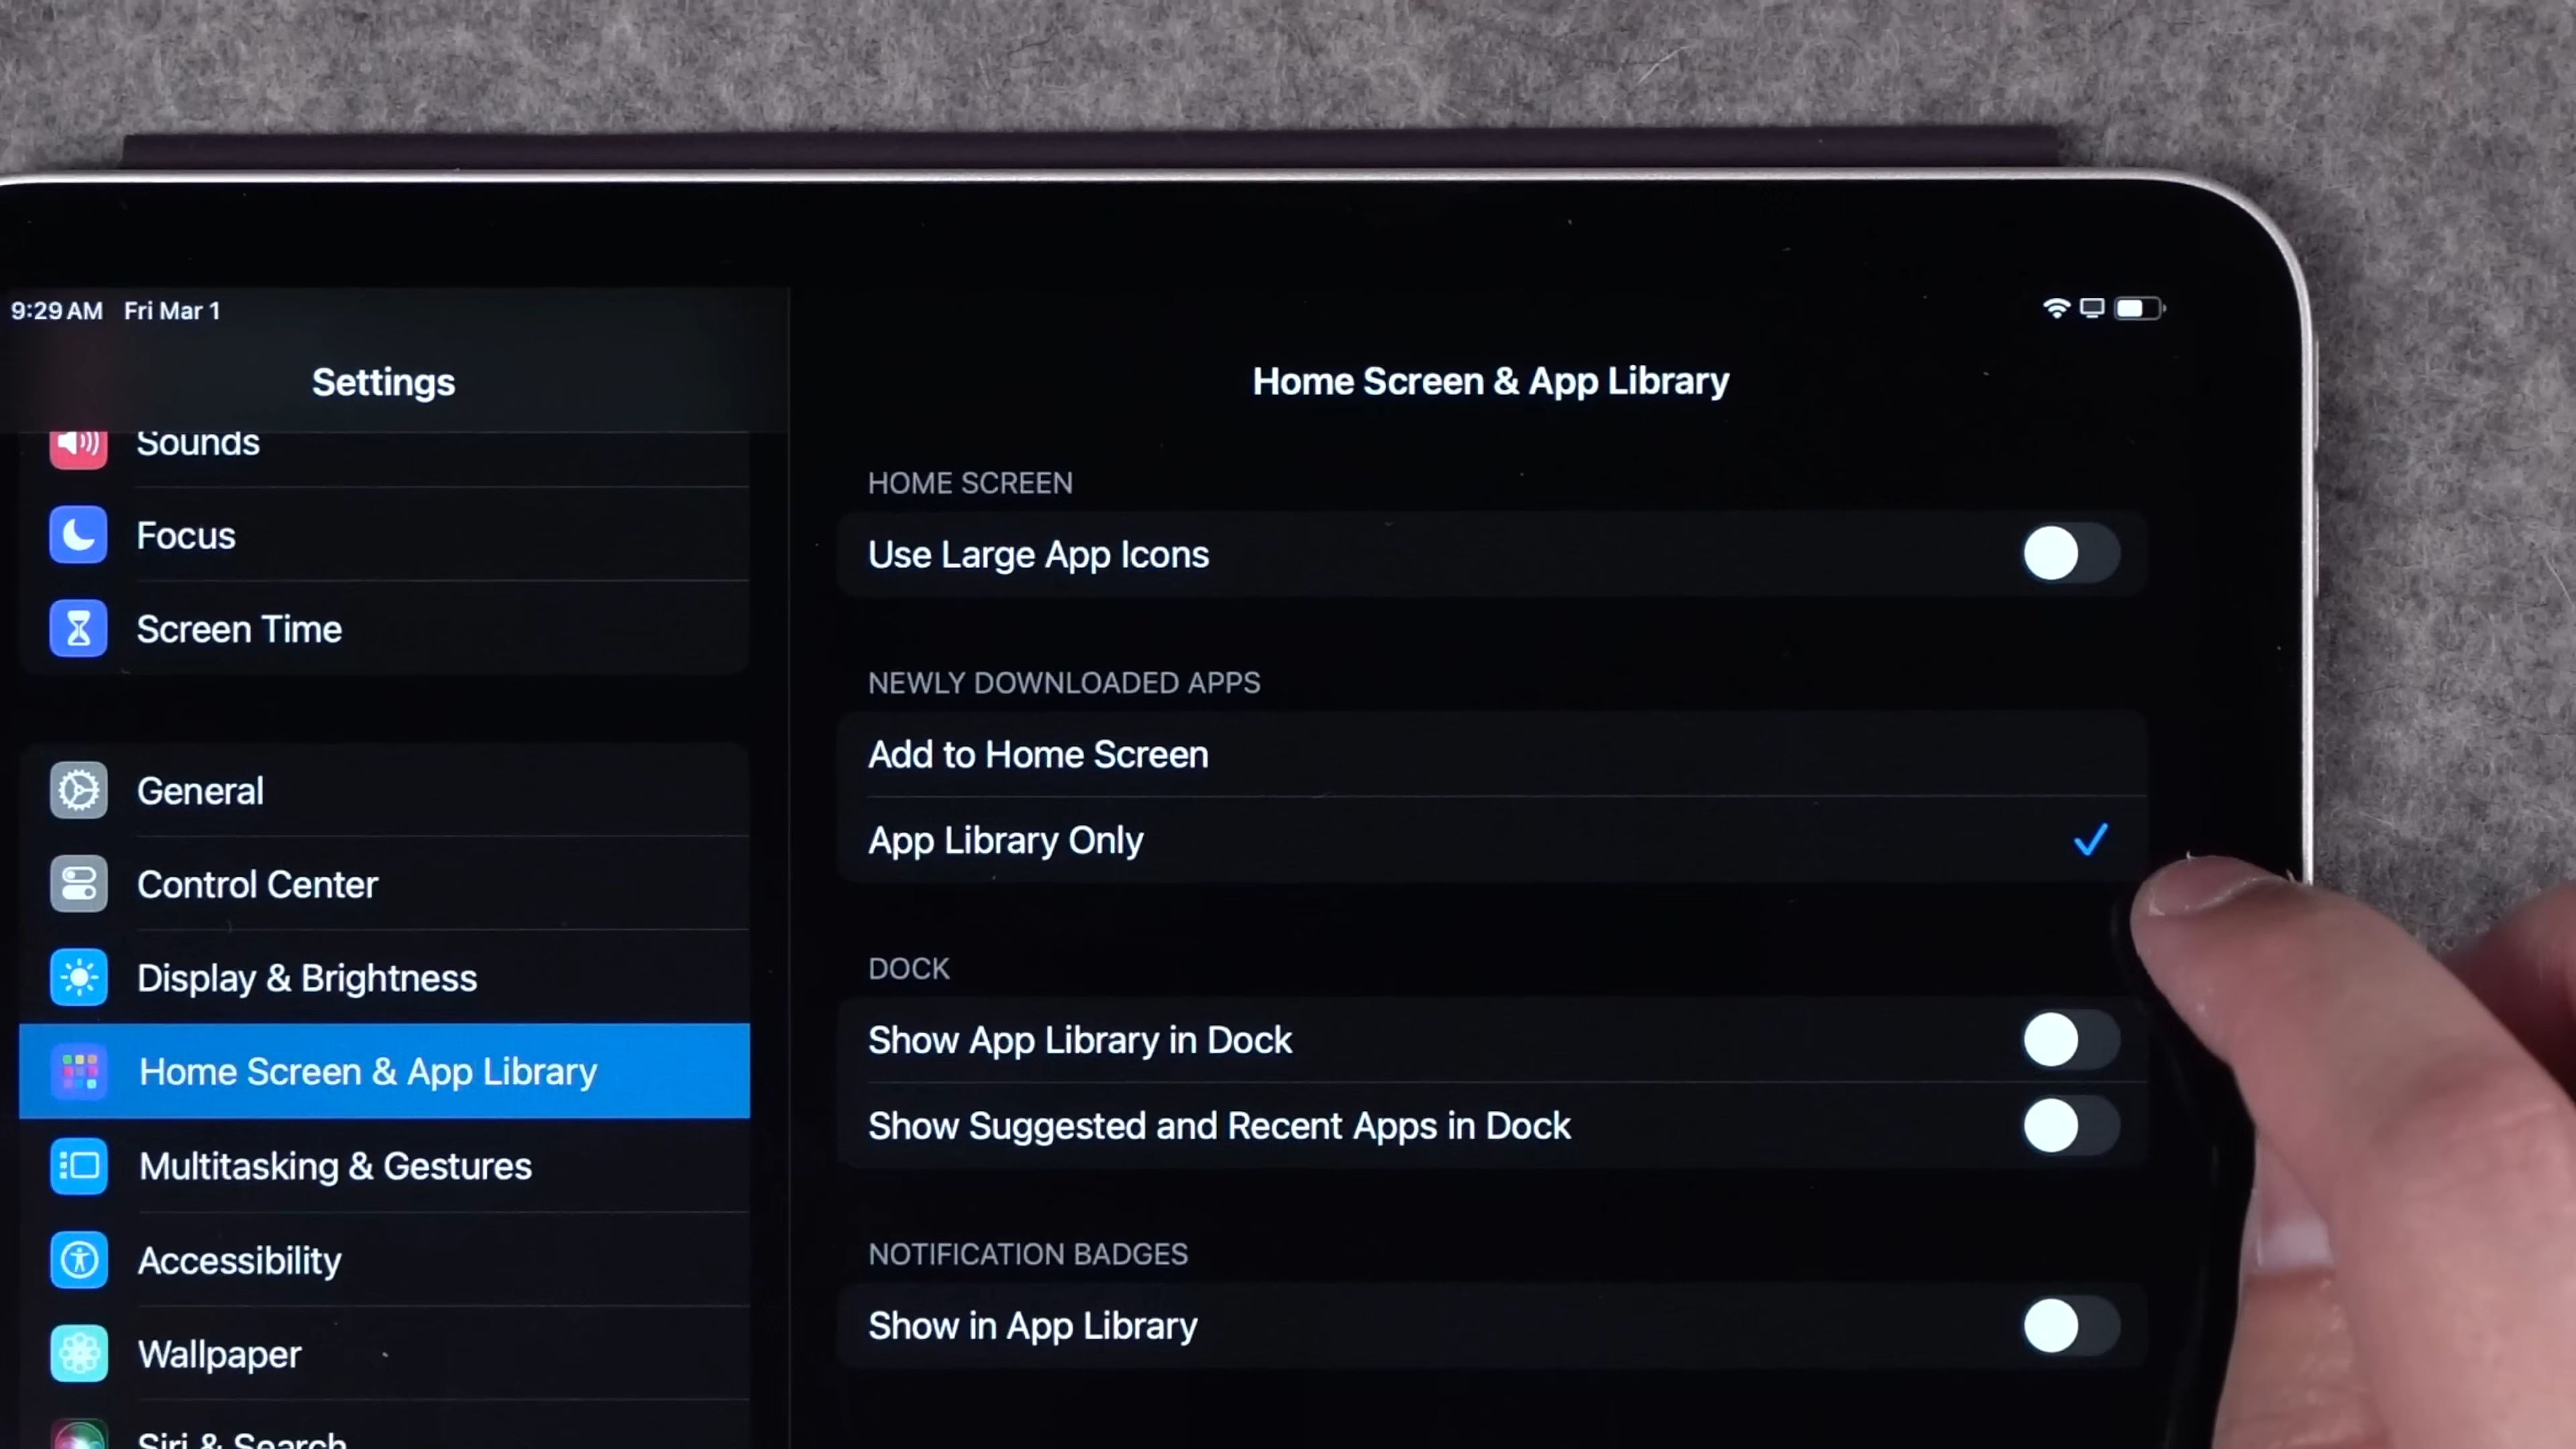 9:29 AM Fri Mar 1
Settings
Sounds
Focus
Screen Time
General
Control Center
Display & Brightness
Home Screen & App Library
Multitasking & Gestures
Accessibility
Wallpaper
Siri & Search
Home Screen & App Library
HOME SCREEN
Use Large App Icons
NEWLY DOWNLOADED APPS
Add to Home Screen
App Library Only
DOCK
Show App Library in Dock
Show Suggested and Recent Apps in Dock
NOTIFICATION BADGES
Show in App Library